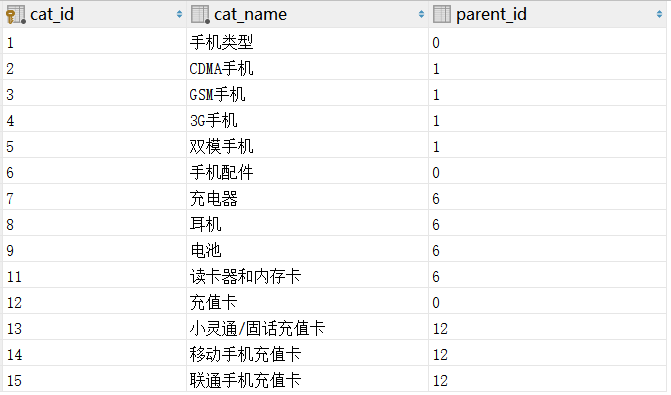 cat_id cat_name parent_id
1 手机类型 0
2 CDMA手机 1
3 GSM手机 1
4 3G手机 1
5 双模手机 1
6 手机配件 0
7 充电器 6
8 耳机 6
9 电池 6
11 读卡器和内存卡 6
12 充值卡 0
13 小灵通/固话充值卡 12
14 移动手机充值卡 12
15 联通手机充值卡 12